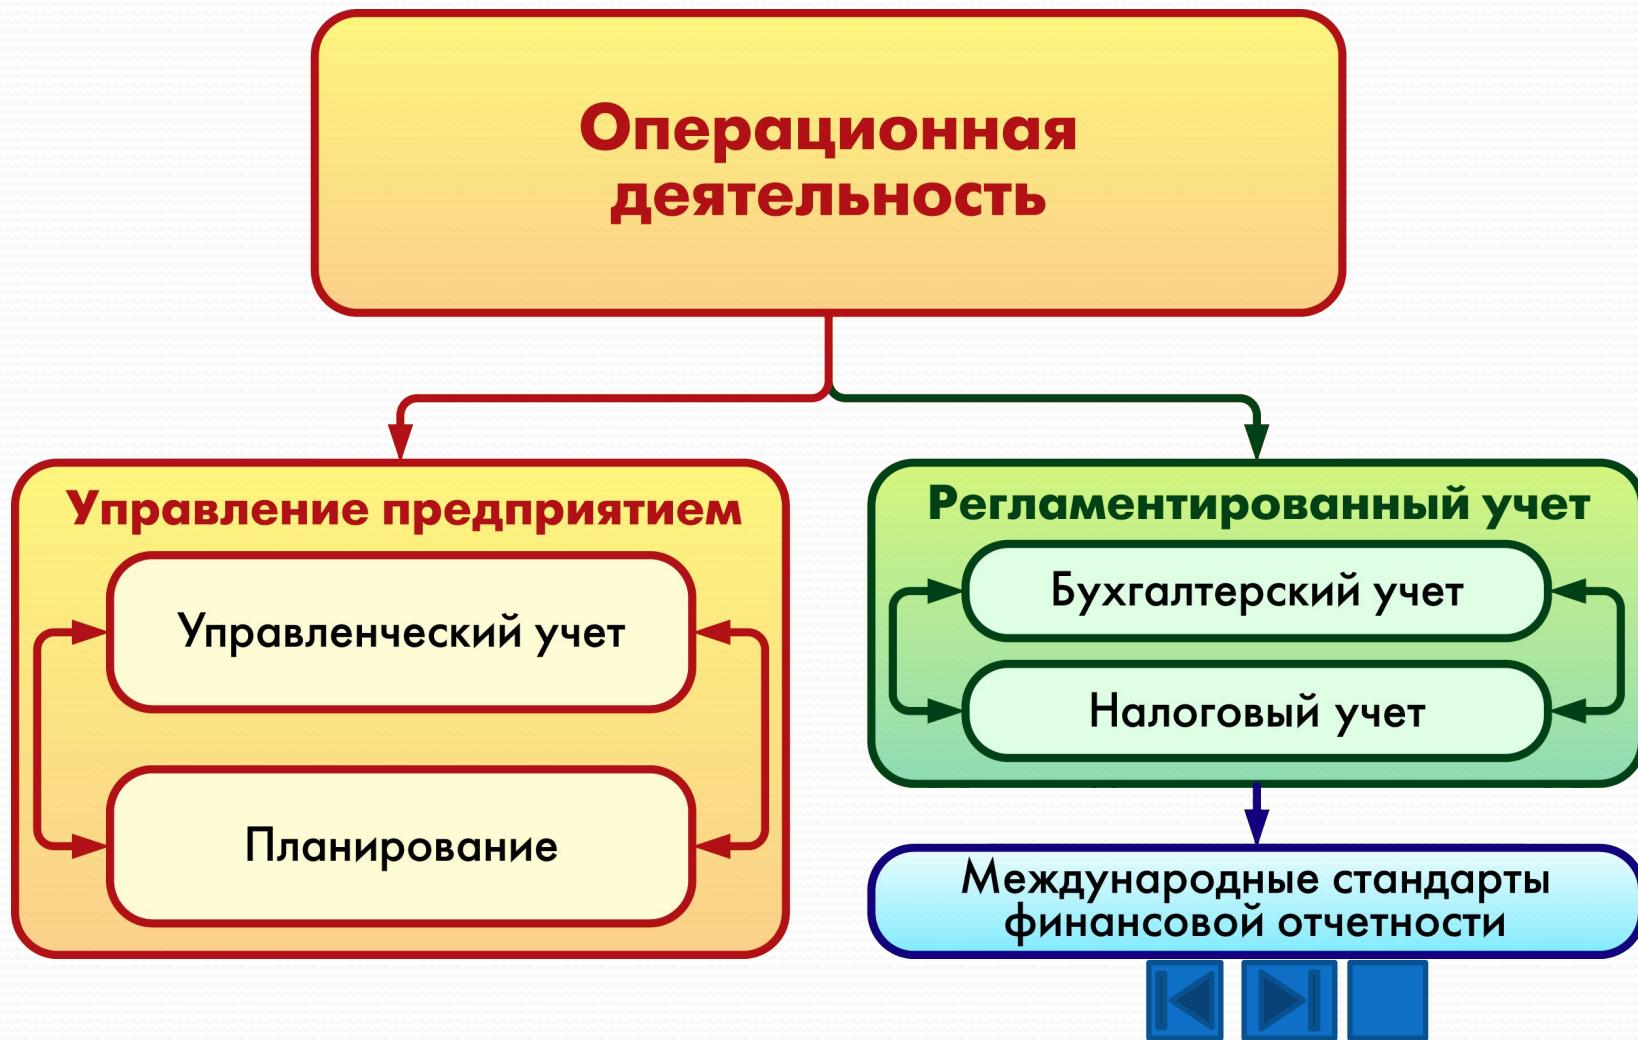 Операционная
деятельность
Управление предприятием
Управленческий учет
Планирование
Регламентированный учет
Бухгалтерский учет
Налоговый учет
Международные стандарты
финансовой отчетности